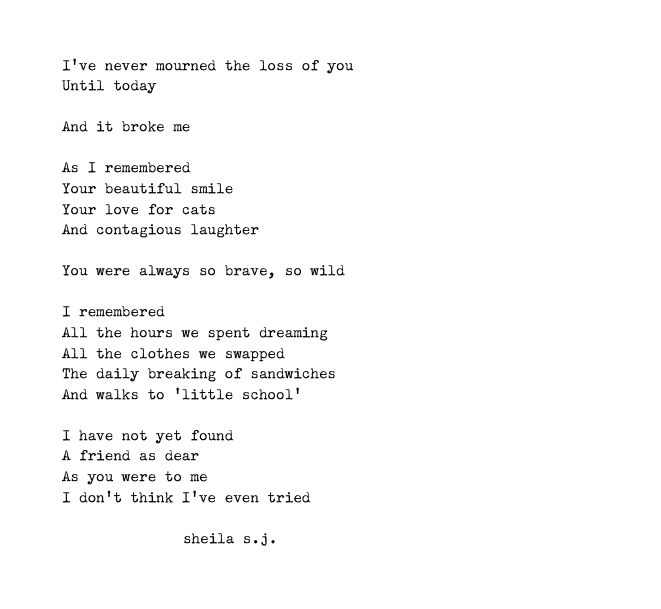 I've never mourned the loss of you
Until today
And it broke me
As I remembered
Your beautiful smile
Your love for cats
And contagious laughter
You were always so brave, so wild
I remembered
All the hours we spent dreaming
All the clothes we swapped
The daily breaking of sandwiches
And walks to 'little school'
I have not yet found
A friend as dear
As you were to me
I don't think I've even tried
sheila s.j.